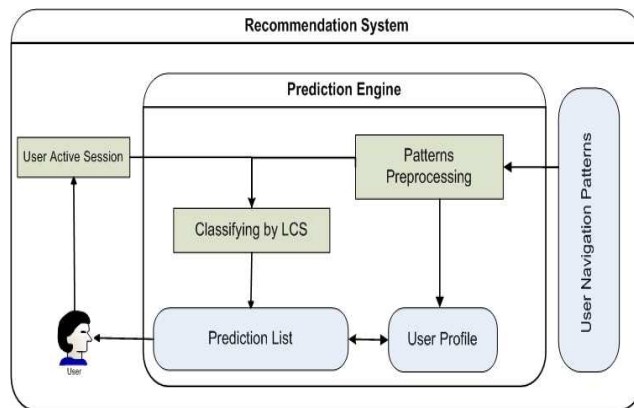 Recommendation System
Prediction Engine
User Active Session
Patterns
Preprocessing
Classifying by LCS
Prediction List
User Profile
User Navigation Patterns
User